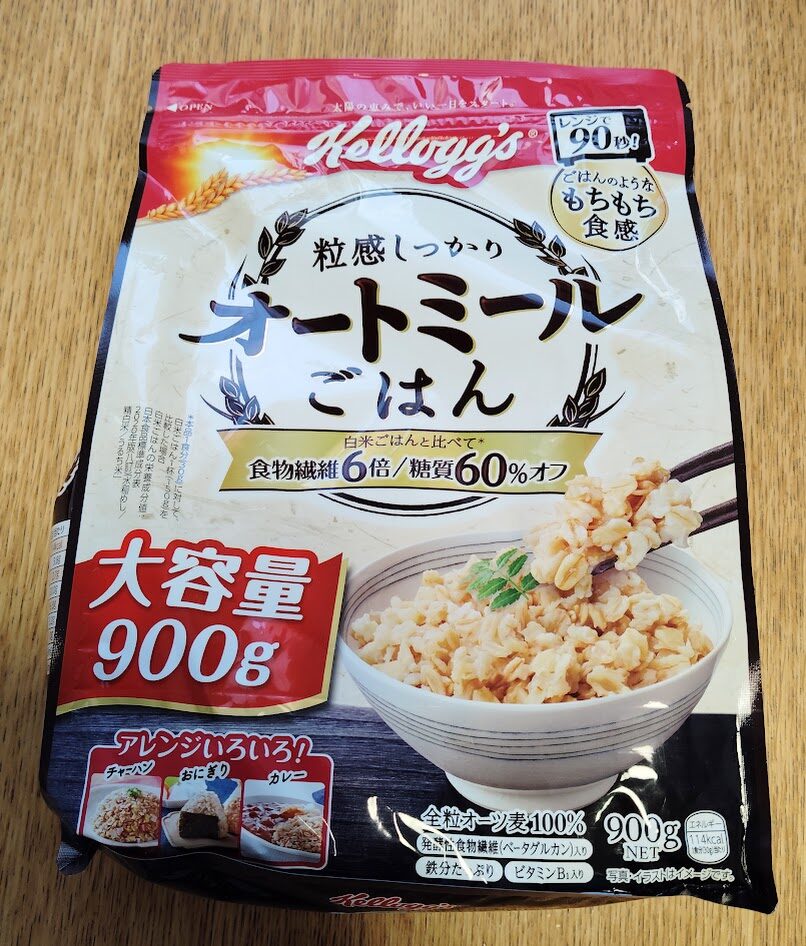 OPEN
太陽の恵みで、いい一日をスタート。
Kellogg's®
レンジで
90秒!
ごはんのような
もちもち
食感
粒感しっかり
オートミール
ごはん
白米ごはんと比べて*
食物繊維6倍/糖質60%オフ
大容量
900g
アレンジいろいろ!
チャーハン
おにぎり
カレー
全粒オーツ麦100%
発酵性食物繊維(ベータグルカン)入り
鉄分たっぷり
ビタミンB₁入り
900g
NET
エネルギー
114kcal
写真・イラストはイメージです。
Kellogg's